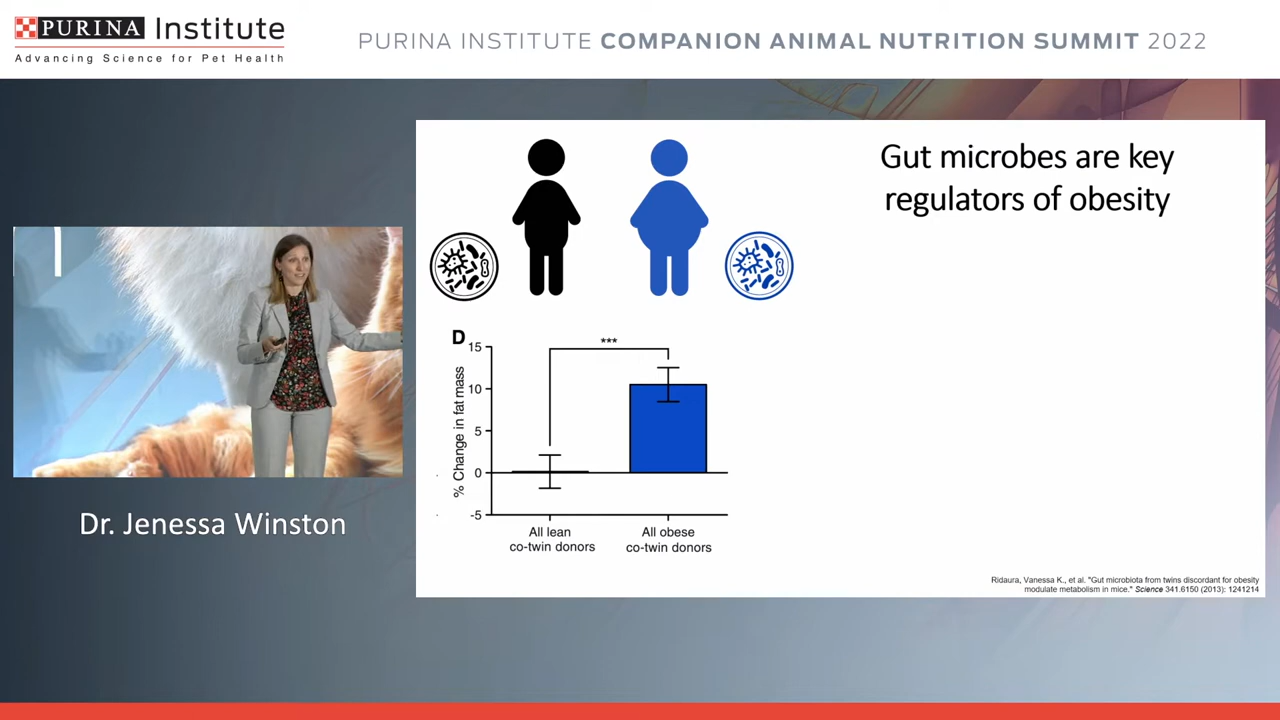 PURINA Institute
Advancing Science for Pet Health
PURINA INSTITUTE COMPANION ANIMAL NUTRITION SUMMIT 2022
Gut microbes are key
regulators of obesity
D
***
% Change in fat mass
15
10
5
0
-5
All lean
co-twin donors
All obese
co-twin donors
Ridaura, Vanessa K., et al. "Gut microbiota from twins discordant for obesity
modulate metabolism in mice." Science 341.6150 (2013): 1241214
Dr. Jenessa Winston